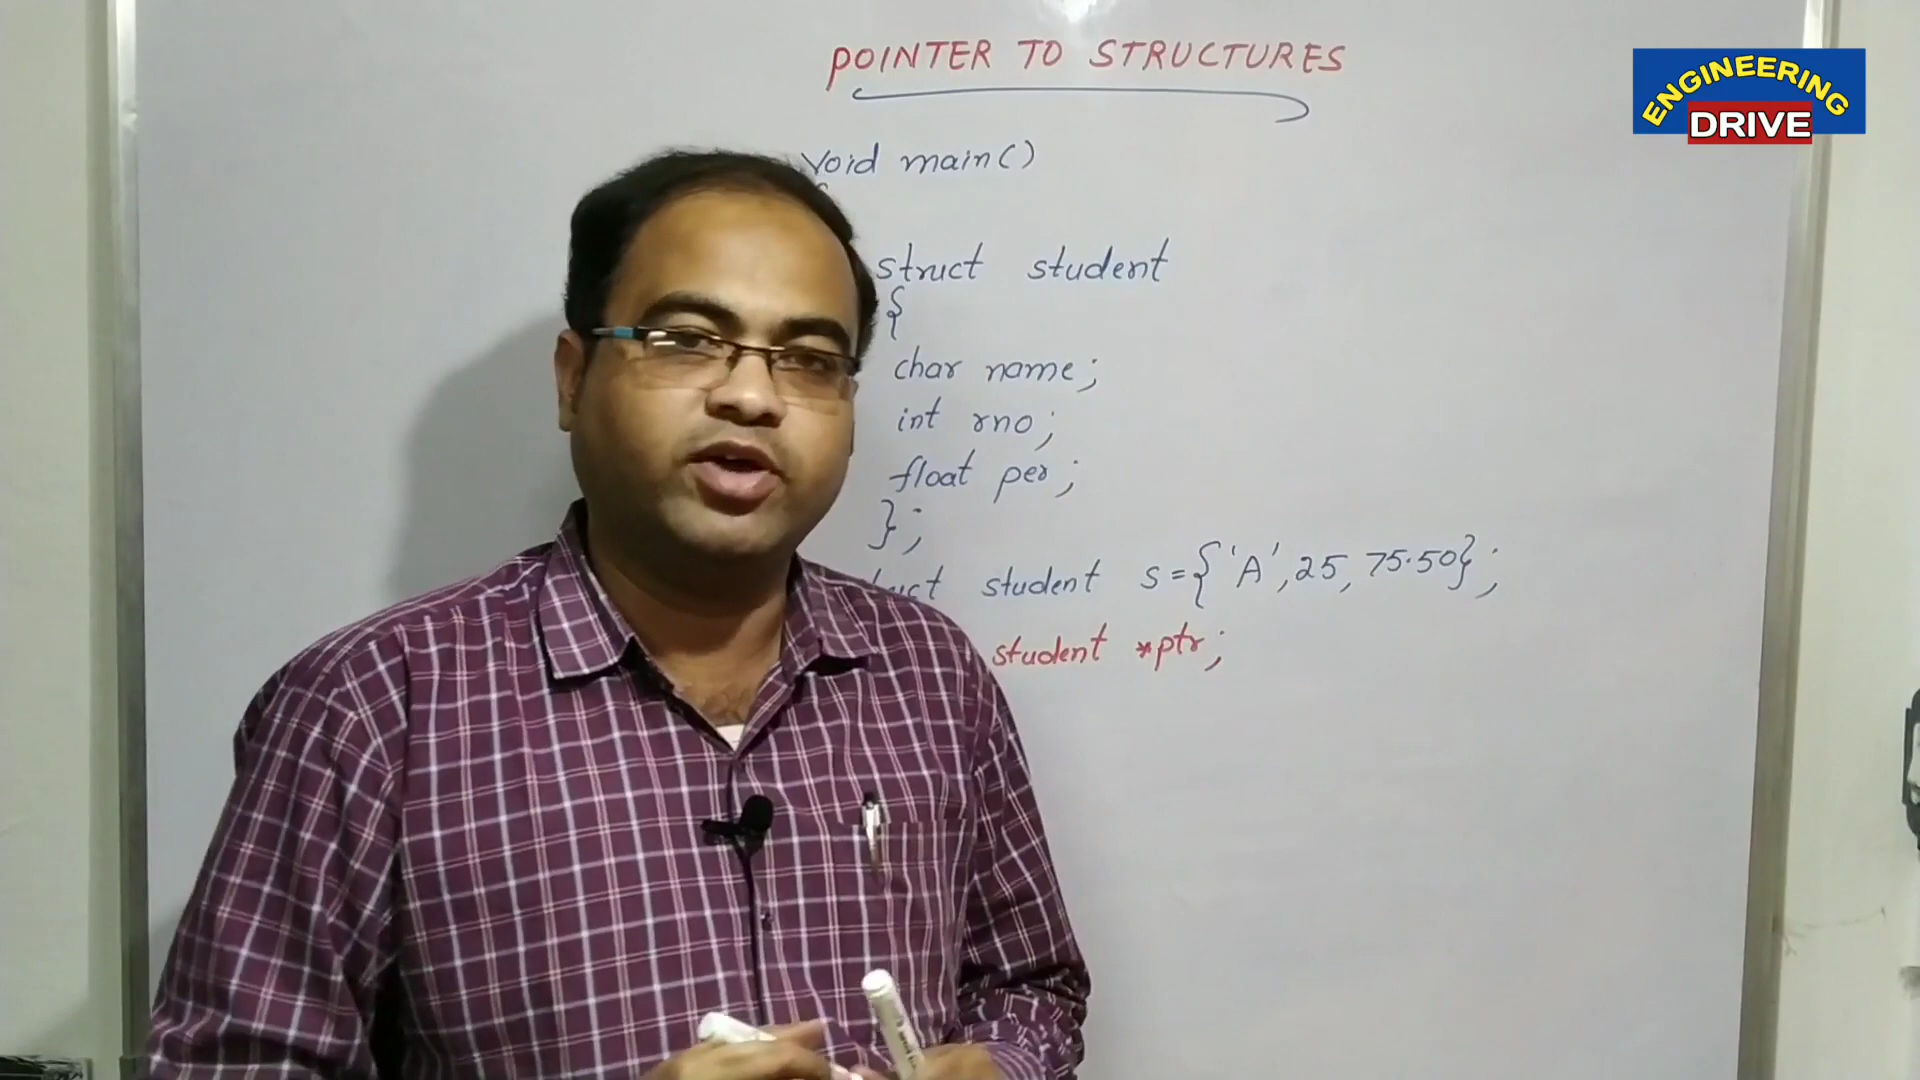 POINTER TO STRUCTURES
ENGINEERING
DRIVE
void main()
struct student
{
char name;
int rno;
float per;
};
student s={'A',25,75.50};
student *ptr;